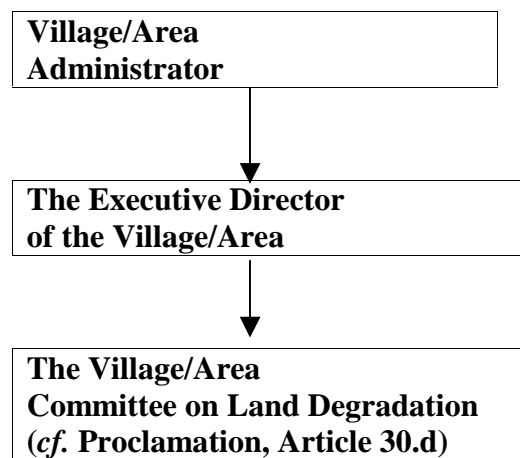 Village/Area
Administrator
The Executive Director
of the Village/Area
The Village/Area
Committee on Land Degradation
(cf. Proclamation, Article 30.d)